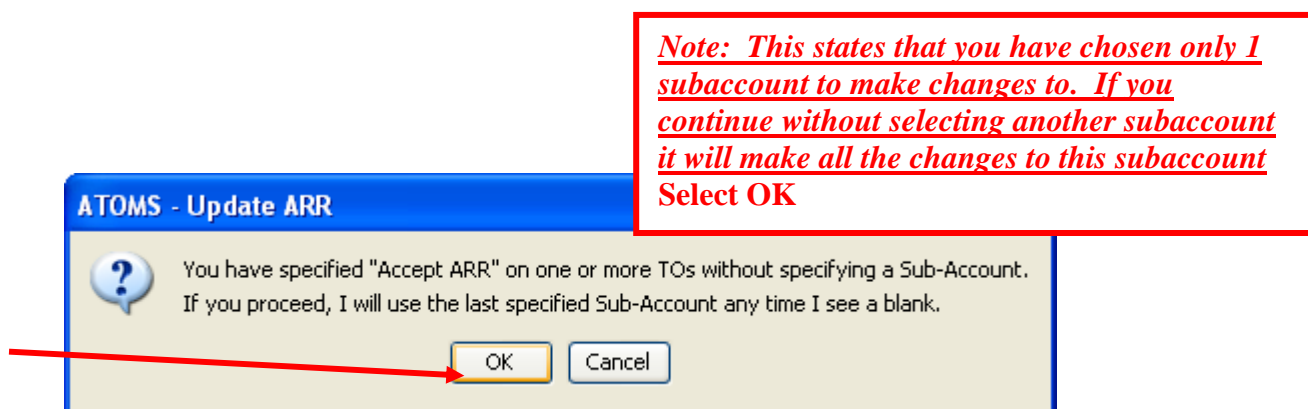 Note: This states that you have chosen only 1
subaccount to make changes to. If you
continue without selecting another subaccount
it will make all the changes to this subaccount
Select OK
ATOMS - Update ARR
You have specified "Accept ARR" on one or more TOs without specifying a Sub-Account.
If you proceed, I will use the last specified Sub-Account any time I see a blank.
OK Cancel